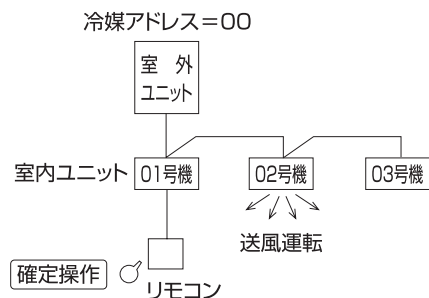 冷媒アドレス＝00
室　外
ユニット
室内ユニット 01号機 02号機 03号機
送風運転
確定操作
リモコン